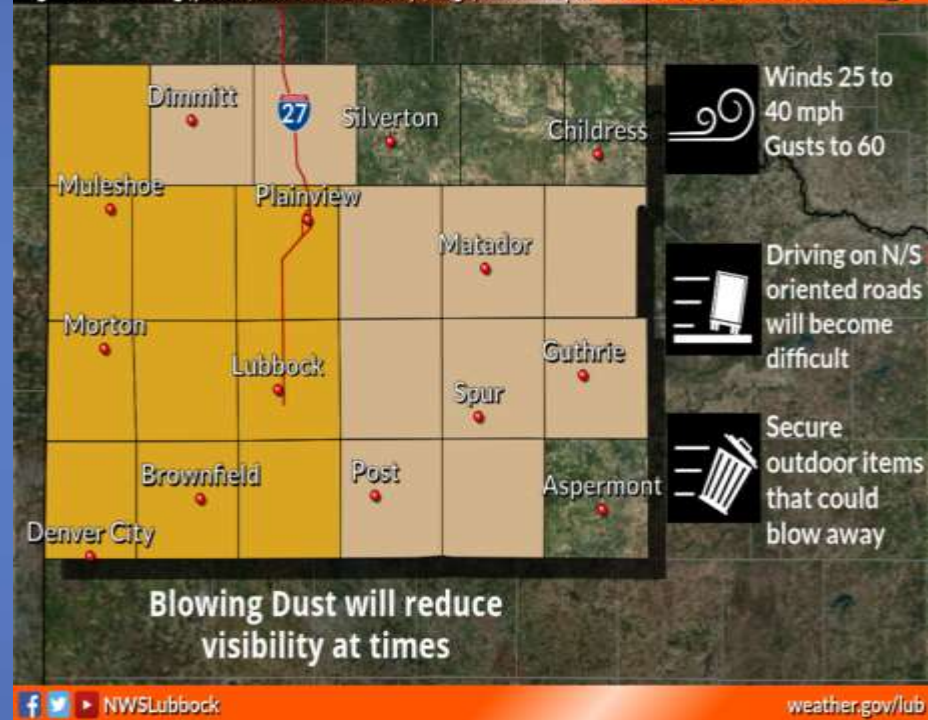 Dimmitt
27
Silverton
Childress
Muleshoe
Plainview
Matador
Morton
Lubbock
Guthrie
Spur
Brownfield
Post
Aspermont
Denver City
Winds 25 to
40 mph
Gusts to 60
Driving on N/S
oriented roads
will become
difficult
Secure
outdoor items
that could
blow away
Blowing Dust will reduce
visibility at times
NWSLubbock
weather.gov/lub